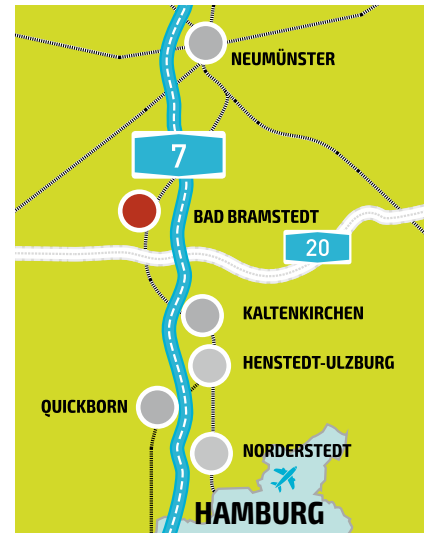 NEUMÜNSTER
7
BAD BRAMSTEDT
20
KALTENKIRCHEN
HENSTEDT-ULZBURG
QUICKBORN
NORDERSTEDT
HAMBURG